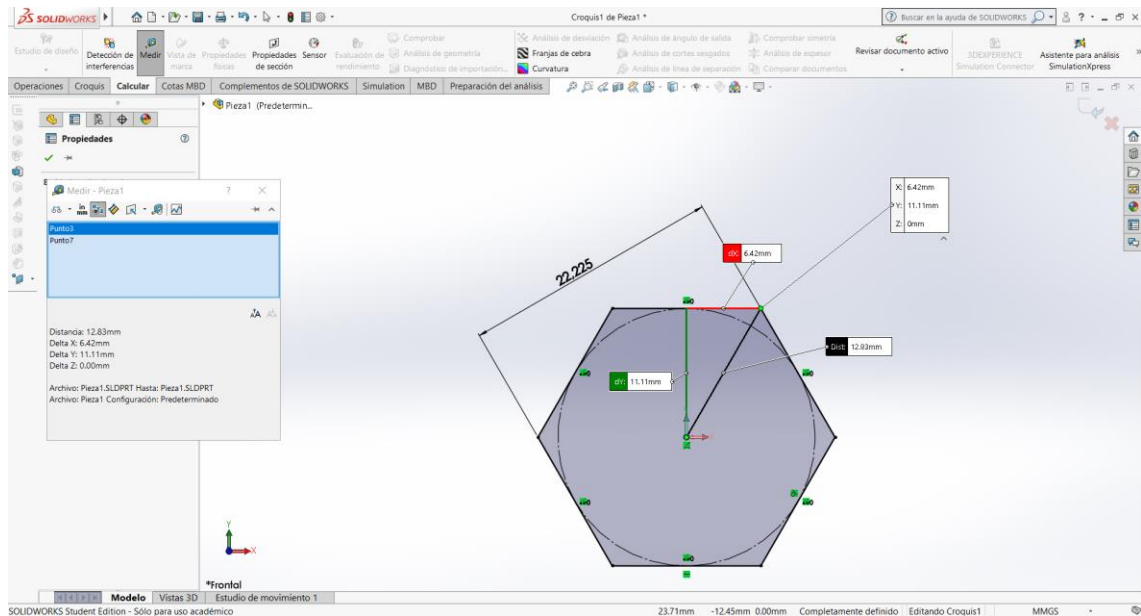 SOLIDWORKS
Croquis1 de Pieza1 *
Buscar en la ayuda de SOLIDWORKS
Estudio de diseño
Detección de interferencias
Medir
Vista de marca
Propiedades físicas
Propiedades de sección
Sensor
Evaluación de rendimiento
Comprobar
Análisis de geometría
Diagnóstico de importación...
Análisis de desviación
Franjas de cebra
Curvatura
Análisis de ángulo de salida
Análisis de cortes sesgados
Análisis de línea de separación
Comprobar simetría
Análisis de espesor
Comparar documentos
Revisar documento activo
3DEXPERIENCE Simulation Connector
Asistente para análisis SimulationXpress
Operaciones Croquis Calcular Cotas MBD Complementos de SOLIDWORKS Simulation MBD Preparación del análisis
Pieza1 (Predetermin...
Propiedades
Medir - Pieza1
in
mm
Punto3
Punto7
Distancia: 12.83mm
Delta X: 6.42mm
Delta Y: 11.11mm
Delta Z: 0.00mm
Archivo: Pieza1.SLDPRT Hasta: Pieza1.SLDPRT
Archivo: Pieza1 Configuración: Predeterminado
X: 6.42mm
Y: 11.11mm
Z: 0mm
dX: 6.42mm
22,225
Dist: 12.83mm
dY: 11.11mm
Y
X
*Frontal
Modelo Vistas 3D Estudio de movimiento 1
SOLIDWORKS Student Edition - Sólo para uso académico
23.71mm -12.45mm 0.00mm Completamente definido Editando Croquis1 MMGS